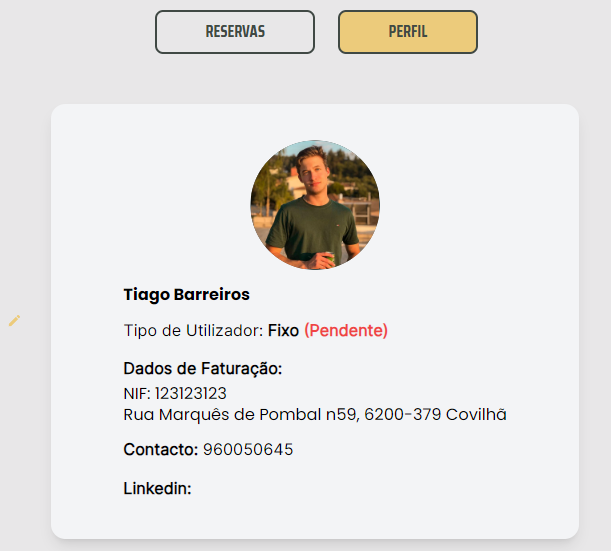 RESERVAS
PERFIL
Tiago Barreiros
Tipo de Utilizador: Fixo (Pendente)
Dados de Faturação:
NIF: 123123123
Rua Marquês de Pombal n59, 6200-379 Covilhã
Contacto: 960050645
Linkedin: